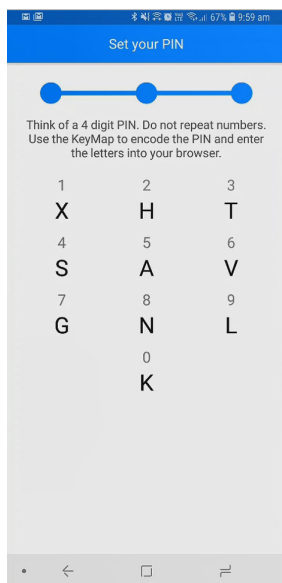 67% 9:59 am
Set your PIN
Think of a 4 digit PIN. Do not repeat numbers.
Use the KeyMap to encode the PIN and enter
the letters into your browser.
1 2 3
X H T
4 5 6
S A V
7 8 9
G N L
0
K